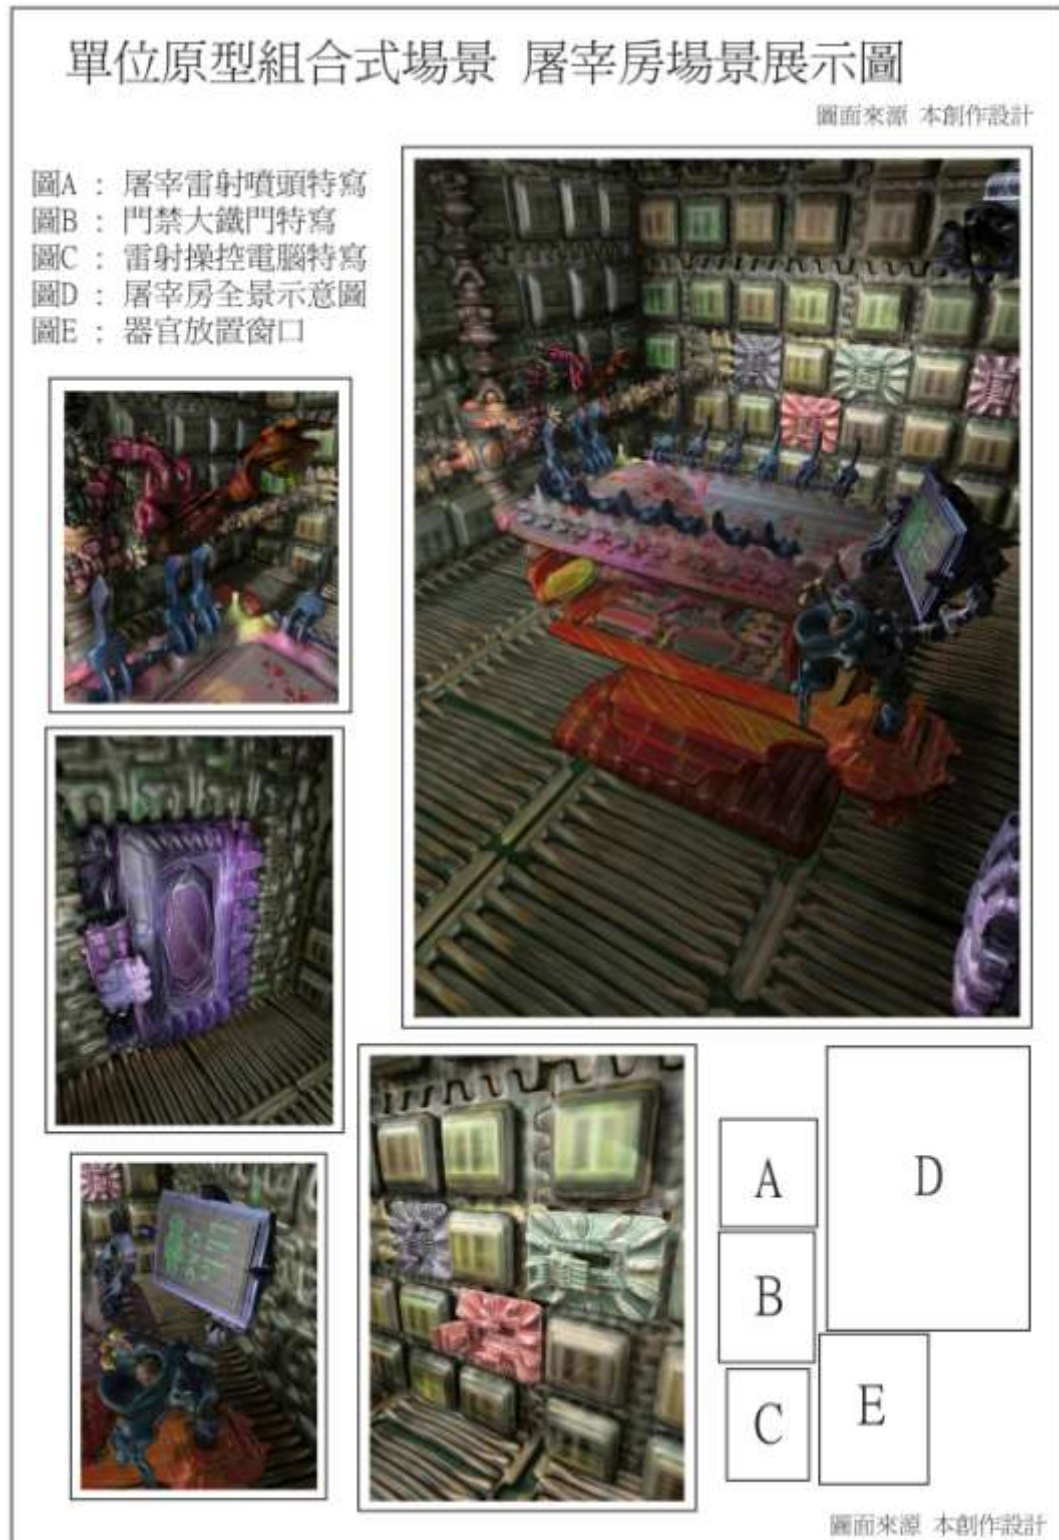 單位原型組合式場景 屠宰房場景展示圖
圖面來源 本創作設計
圖A : 屠宰雷射噴頭特寫
圖B : 門禁大鐵門特寫
圖C : 雷射操控電腦特寫
圖D : 屠宰房全景示意圖
圖E : 器官放置窗口
A
D
B
C
E
圖面來源 本創作設計